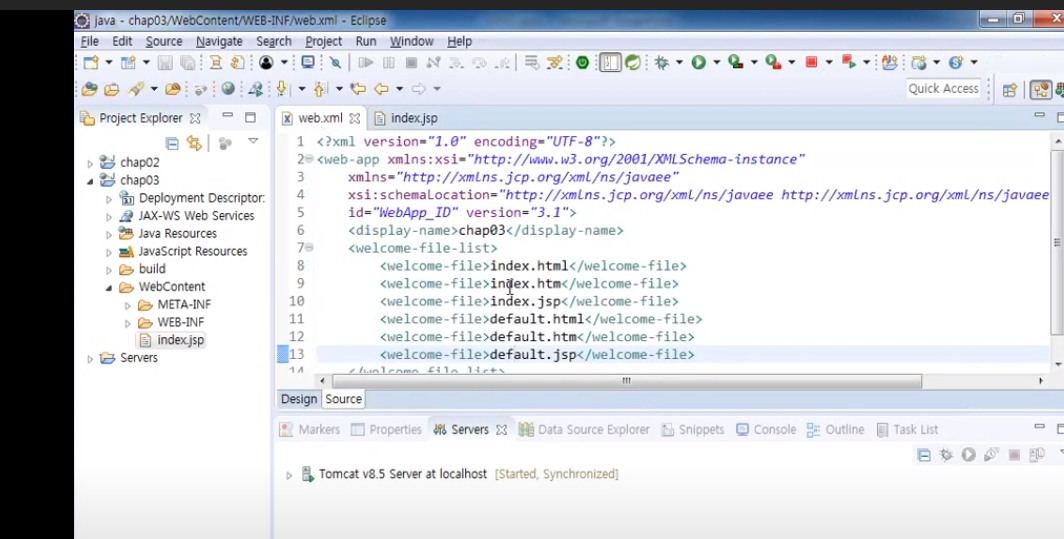 java - chap03/WebContent/WEB-INF/web.xml - Eclipse
File Edit Source Navigate Search Project Run Window Help
Quick Access
Project Explorer
chap02
chap03
Deployment Descriptor:
JAX-WS Web Services
Java Resources
JavaScript Resources
build
WebContent
META-INF
WEB-INF
index.jsp
Servers
web.xml index.jsp
1 <?xml version="1.0" encoding="UTF-8"?>
2 <web-app xmlns:xsi="http://www.w3.org/2001/XMLSchema-instance"
3 xmlns="http://xmlns.jcp.org/xml/ns/javaee"
4 xsi:schemaLocation="http://xmlns.jcp.org/xml/ns/javaee http://xmlns.jcp.org/xml/ns/javaee
5 id="WebApp_ID" version="3.1">
6 <display-name>chap03</display-name>
7 <welcome-file-list>
8 <welcome-file>index.html</welcome-file>
9 <welcome-file>index.htm</welcome-file>
10 <welcome-file>index.jsp</welcome-file>
11 <welcome-file>default.html</welcome-file>
12 <welcome-file>default.htm</welcome-file>
13 <welcome-file>default.jsp</welcome-file>
14 </welcome-file-list>
Design Source
Markers Properties Servers Data Source Explorer Snippets Console Outline Task List
Tomcat v8.5 Server at localhost [Started, Synchronized]